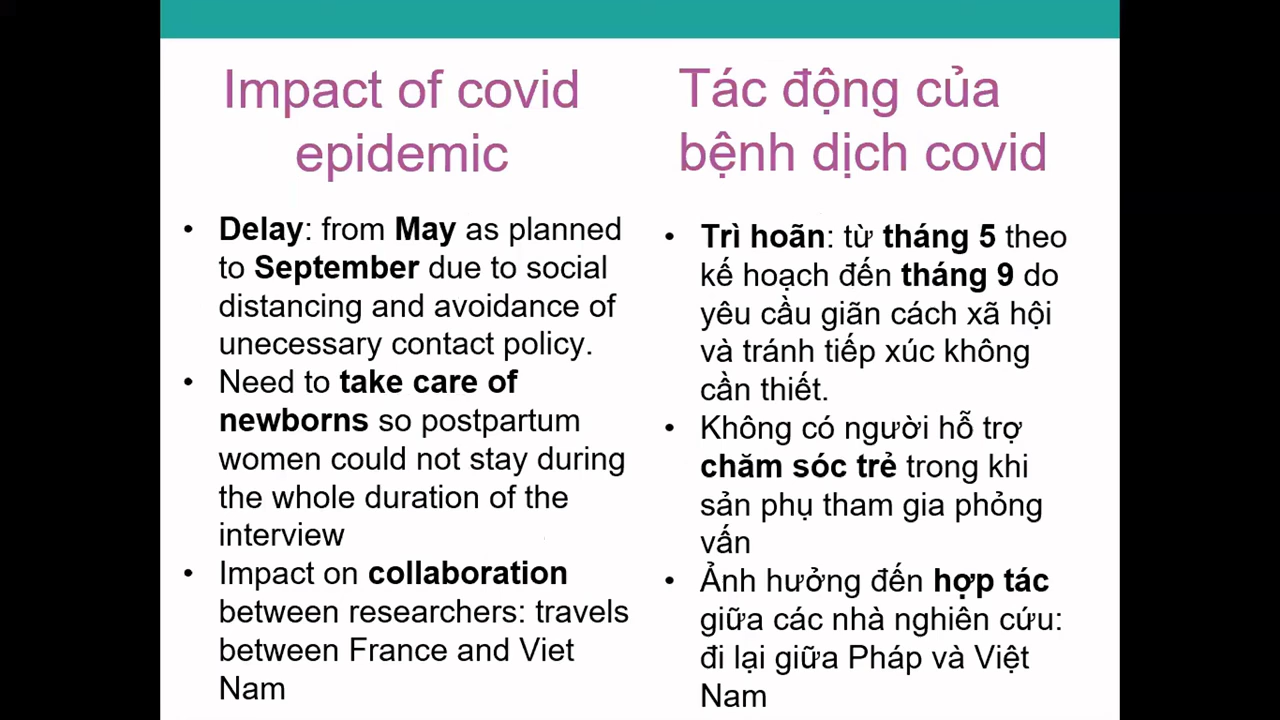 Impact of covid
epidemic
• Delay: from May as planned
to September due to social
distancing and avoidance of
unecessary contact policy.
• Need to take care of
newborns so postpartum
women could not stay during
the whole duration of the
interview
• Impact on collaboration
between researchers: travels
between France and Viet
Nam
Tác động của
bệnh dịch covid
• Trì hoãn: từ tháng 5 theo
kế hoạch đến tháng 9 do
yêu cầu giãn cách xã hội
và tránh tiếp xúc không
cần thiết.
• Không có người hỗ trợ
chăm sóc trẻ trong khi
sản phụ tham gia phỏng
vấn
• Ảnh hưởng đến hợp tác
giữa các nhà nghiên cứu:
đi lại giữa Pháp và Việt
Nam